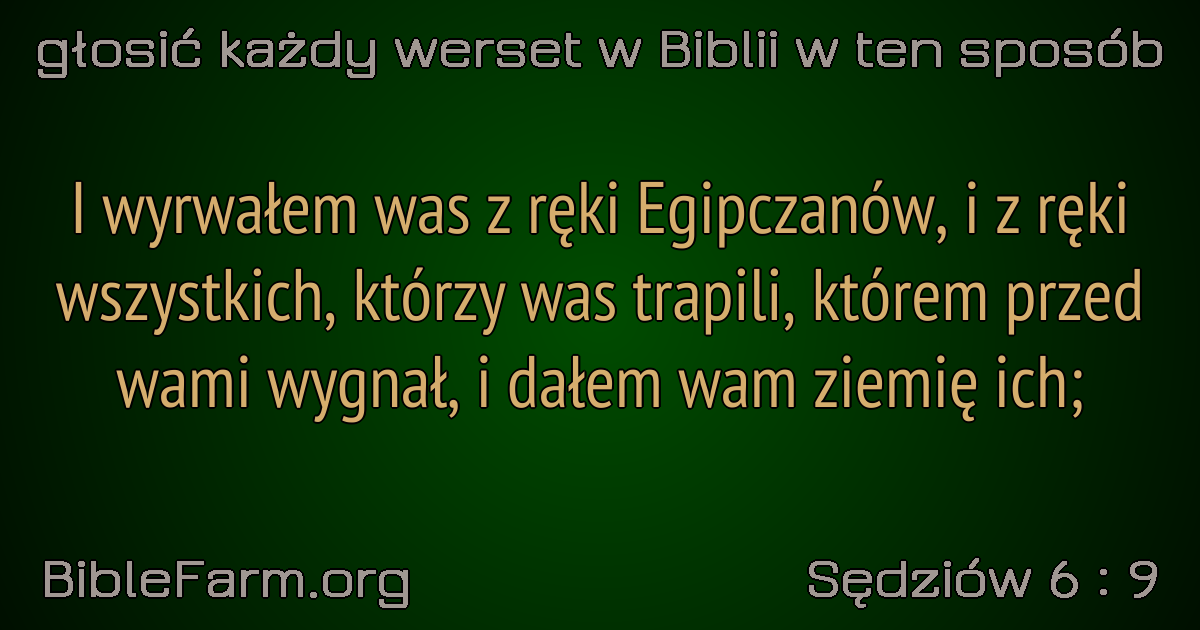 głosić każdy werset w Biblii w ten sposób
I wyrwałem was z ręki Egipczanów, i z ręki
wszystkich, którzy was trapili, którem przed
wami wygnał, i dałem wam ziemię ich;
BibleFarm.org
Sędziów 6 : 9